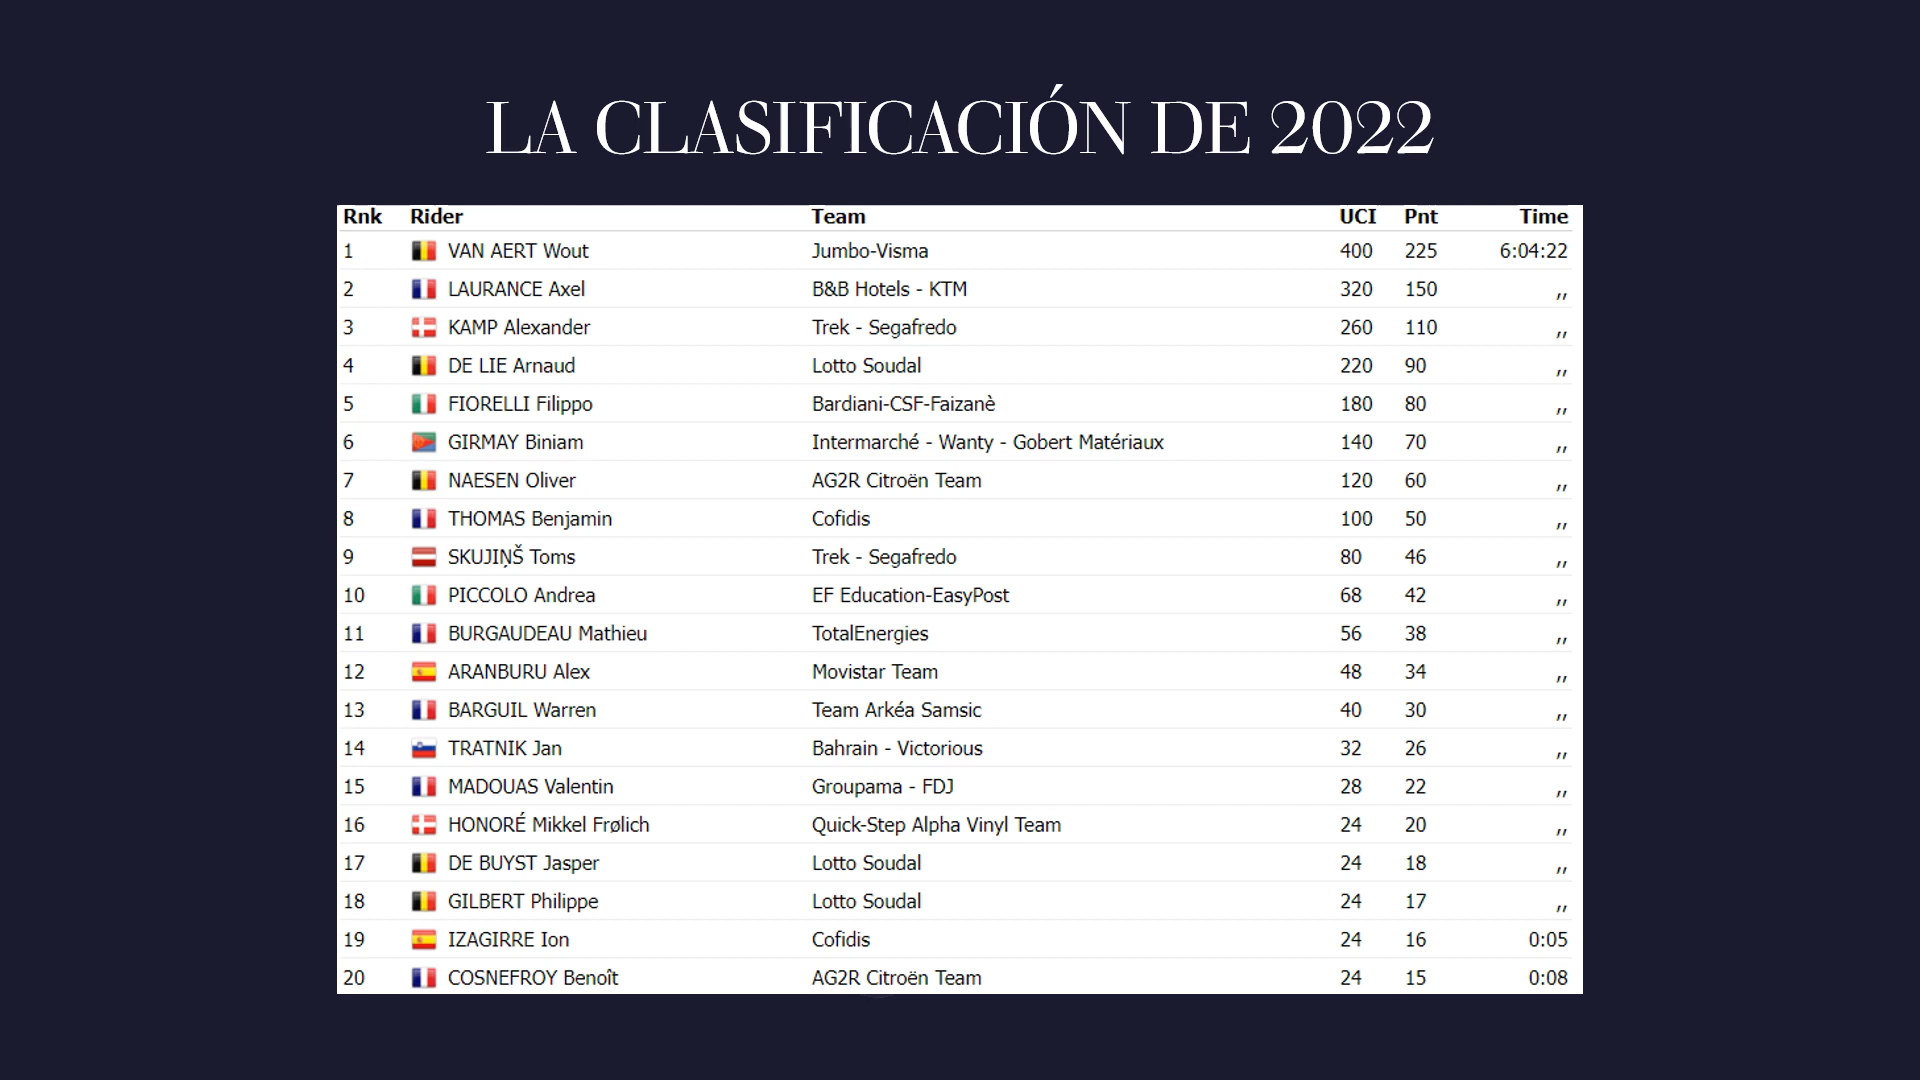 LA CLASIFICACIÓN DE 2022
Rnk Rider Team UCI Pnt Time
1 VAN AERT Wout Jumbo-Visma 400 225 6:04:22
2 LAURANCE Axel B&B Hotels - KTM 320 150 ,,
3 KAMP Alexander Trek - Segafredo 260 110 ,,
4 DE LIE Arnaud Lotto Soudal 220 90 ,,
5 FIORELLI Filippo Bardiani-CSF-Faizanè 180 80 ,,
6 GIRMAY Biniam Intermarché - Wanty - Gobert Matériaux 140 70 ,,
7 NAESEN Oliver AG2R Citroën Team 120 60 ,,
8 THOMAS Benjamin Cofidis 100 50 ,,
9 SKUJIŅŠ Toms Trek - Segafredo 80 46 ,,
10 PICCOLO Andrea EF Education-EasyPost 68 42 ,,
11 BURGAUDEAU Mathieu TotalEnergies 56 38 ,,
12 ARANBURU Alex Movistar Team 48 34 ,,
13 BARGUIL Warren Team Arkéa Samsic 40 30 ,,
14 TRATNIK Jan Bahrain - Victorious 32 26 ,,
15 MADOUAS Valentin Groupama - FDJ 28 22 ,,
16 HONORÉ Mikkel Frølich Quick-Step Alpha Vinyl Team 24 20 ,,
17 DE BUYST Jasper Lotto Soudal 24 18 ,,
18 GILBERT Philippe Lotto Soudal 24 17 ,,
19 IZAGIRRE Ion Cofidis 24 16 0:05
20 COSNEFROY Benoît AG2R Citroën Team 24 15 0:08